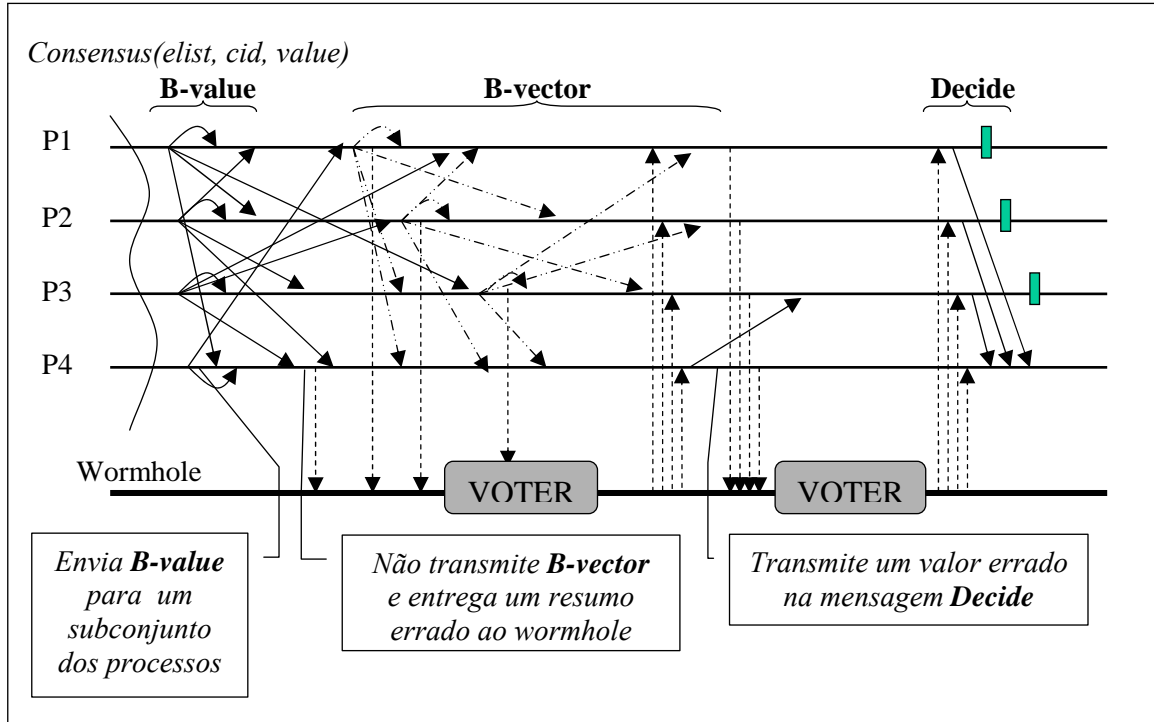 Consensus(elist, cid, value)
B-value
B-vector
Decide
P1
P2
P3
P4
Wormhole
VOTER
VOTER
Envia B-value
para um
subconjunto
dos processos
Não transmite B-vector
e entrega um resumo
errado ao wormhole
Transmite um valor errado
na mensagem Decide